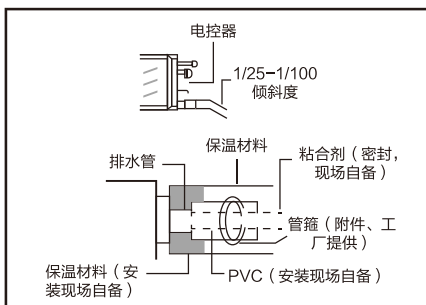 电控器
1/25-1/100
倾斜度
保温材料
排水管
粘合剂（密封，
现场自备）
管箍（附件、工
厂提供）
保温材料（安
装现场自备）
PVC（安装现场自备）